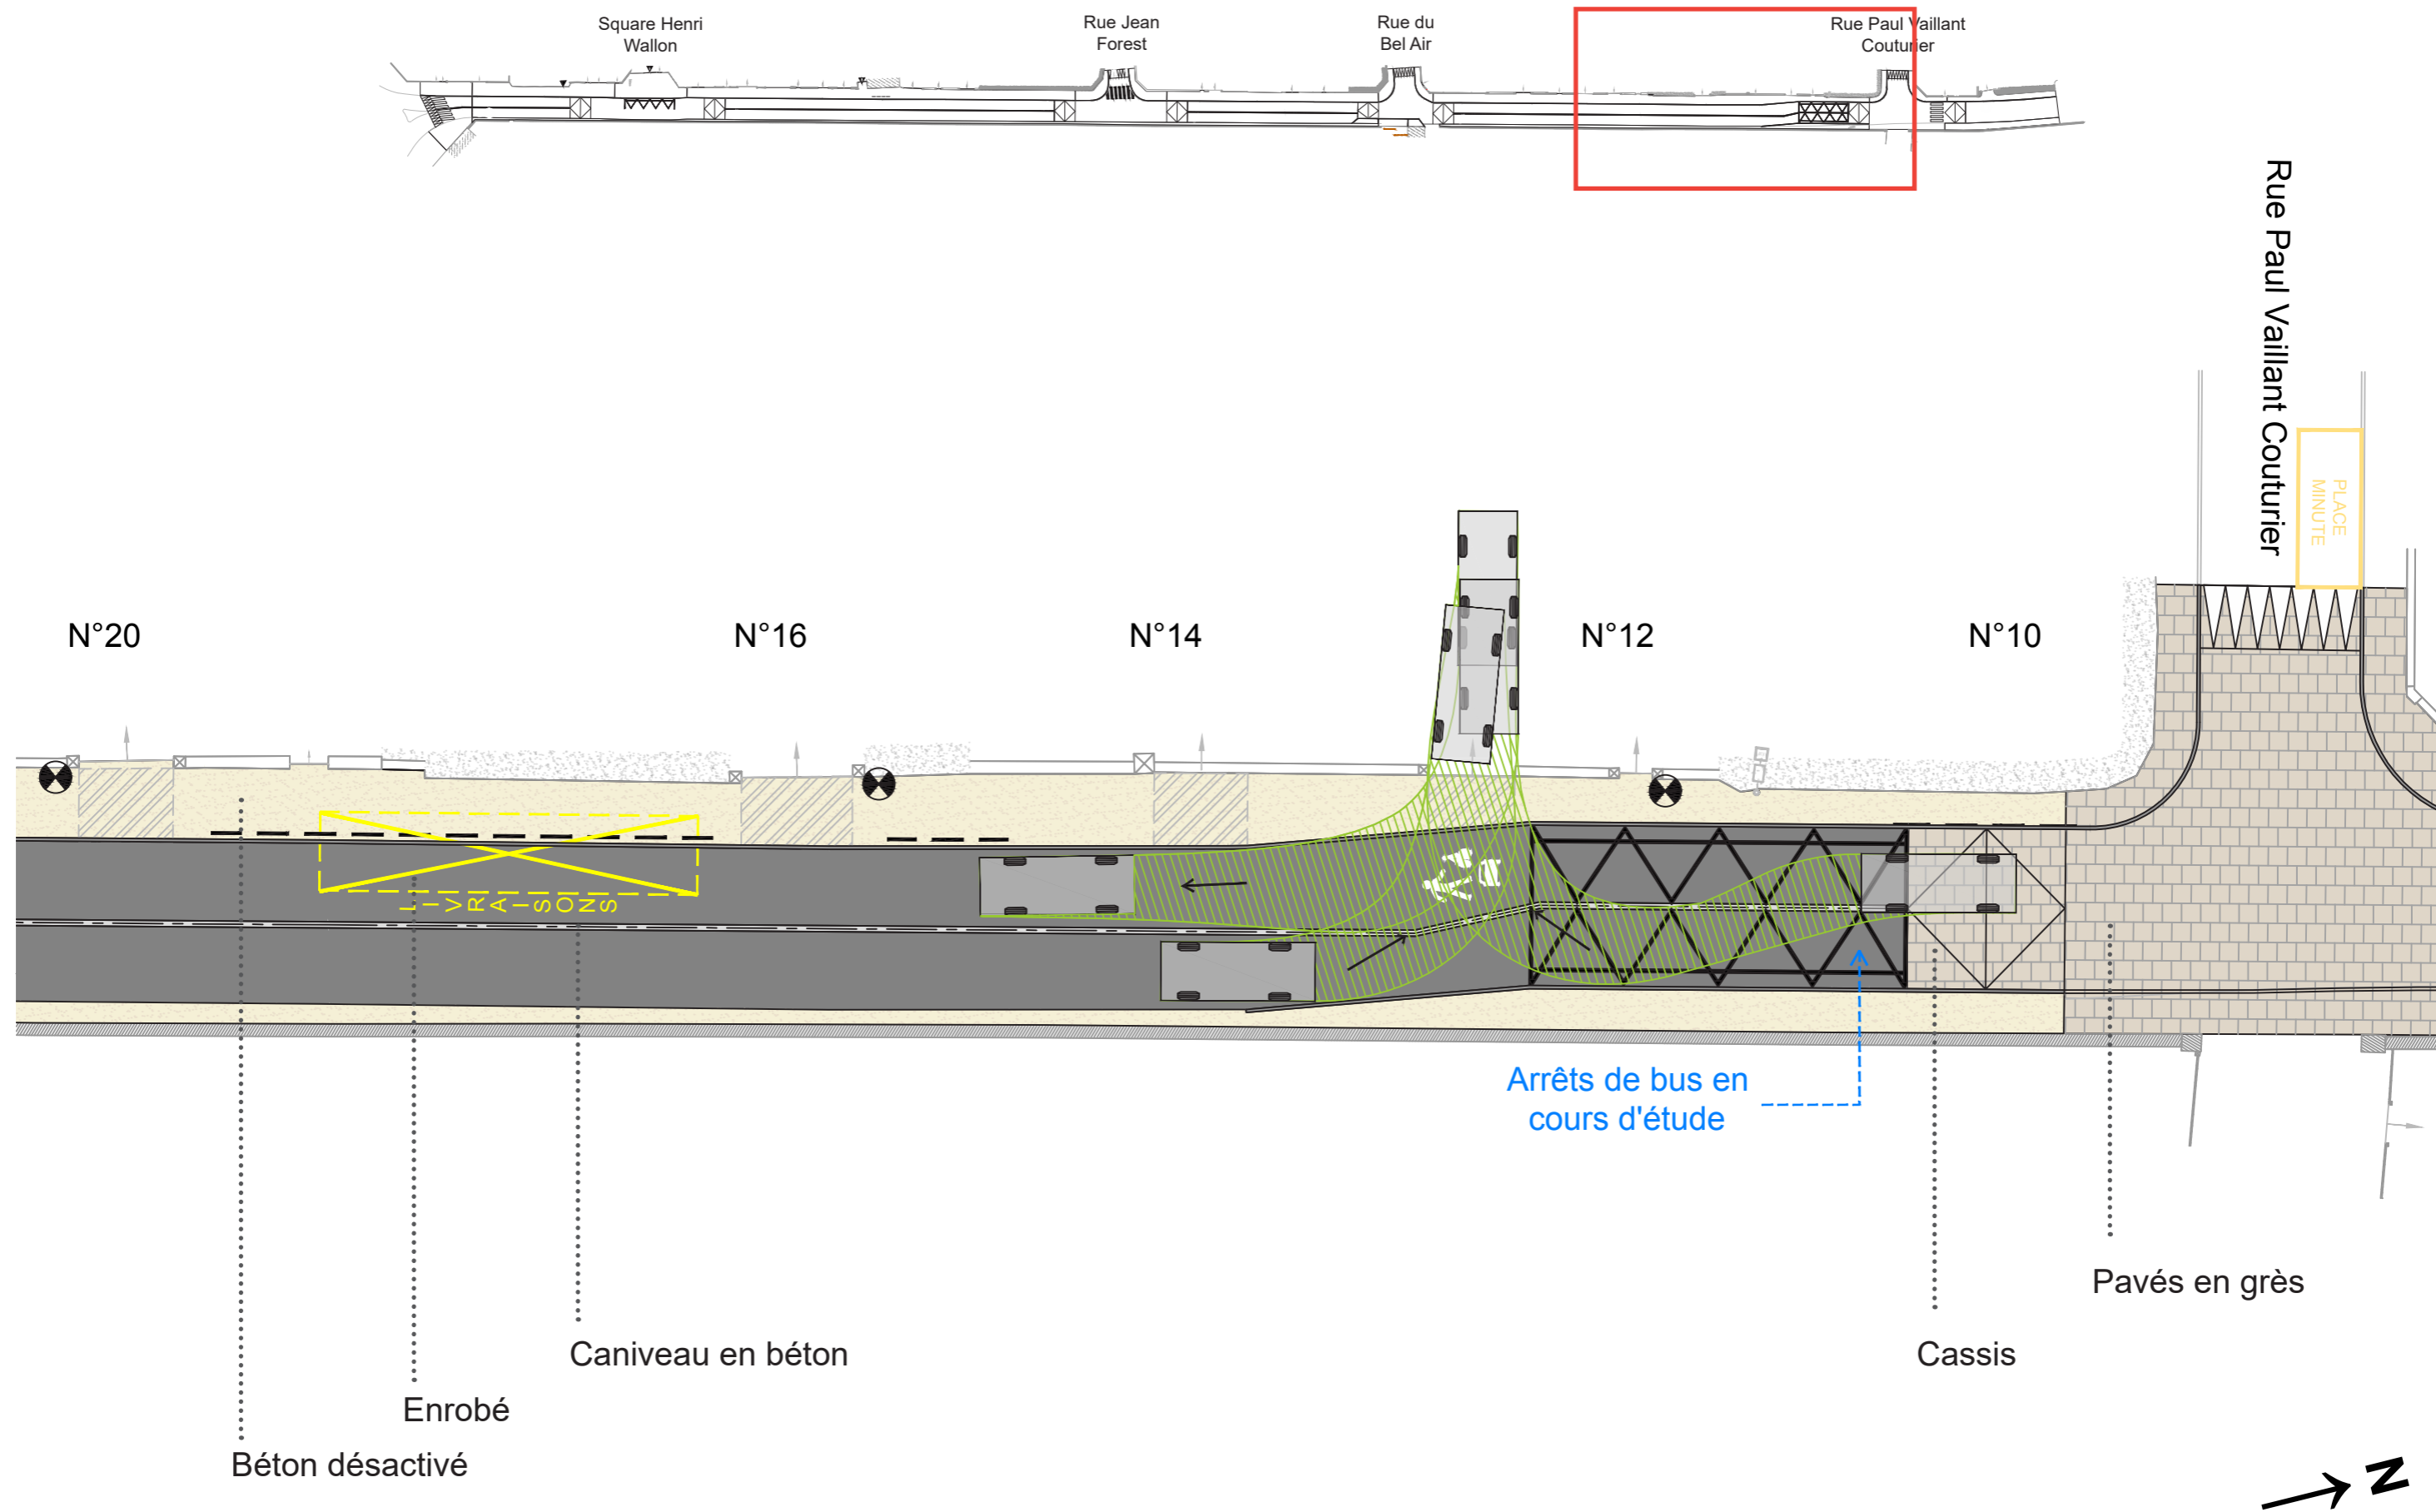 Square Henri
Wallon
Rue Jean
Forest
Rue du
Bel Air
Rue Paul Vaillant
Couturier
Rue Paul Vaillant Couturier
PLACE
MINUTE
N°20
N°16
N°14
N°12
N°10
LIVRAISONS
Arrêts de bus en
cours d'étude
Pavés en grès
Cassis
Caniveau en béton
Enrobé
Béton désactivé
N